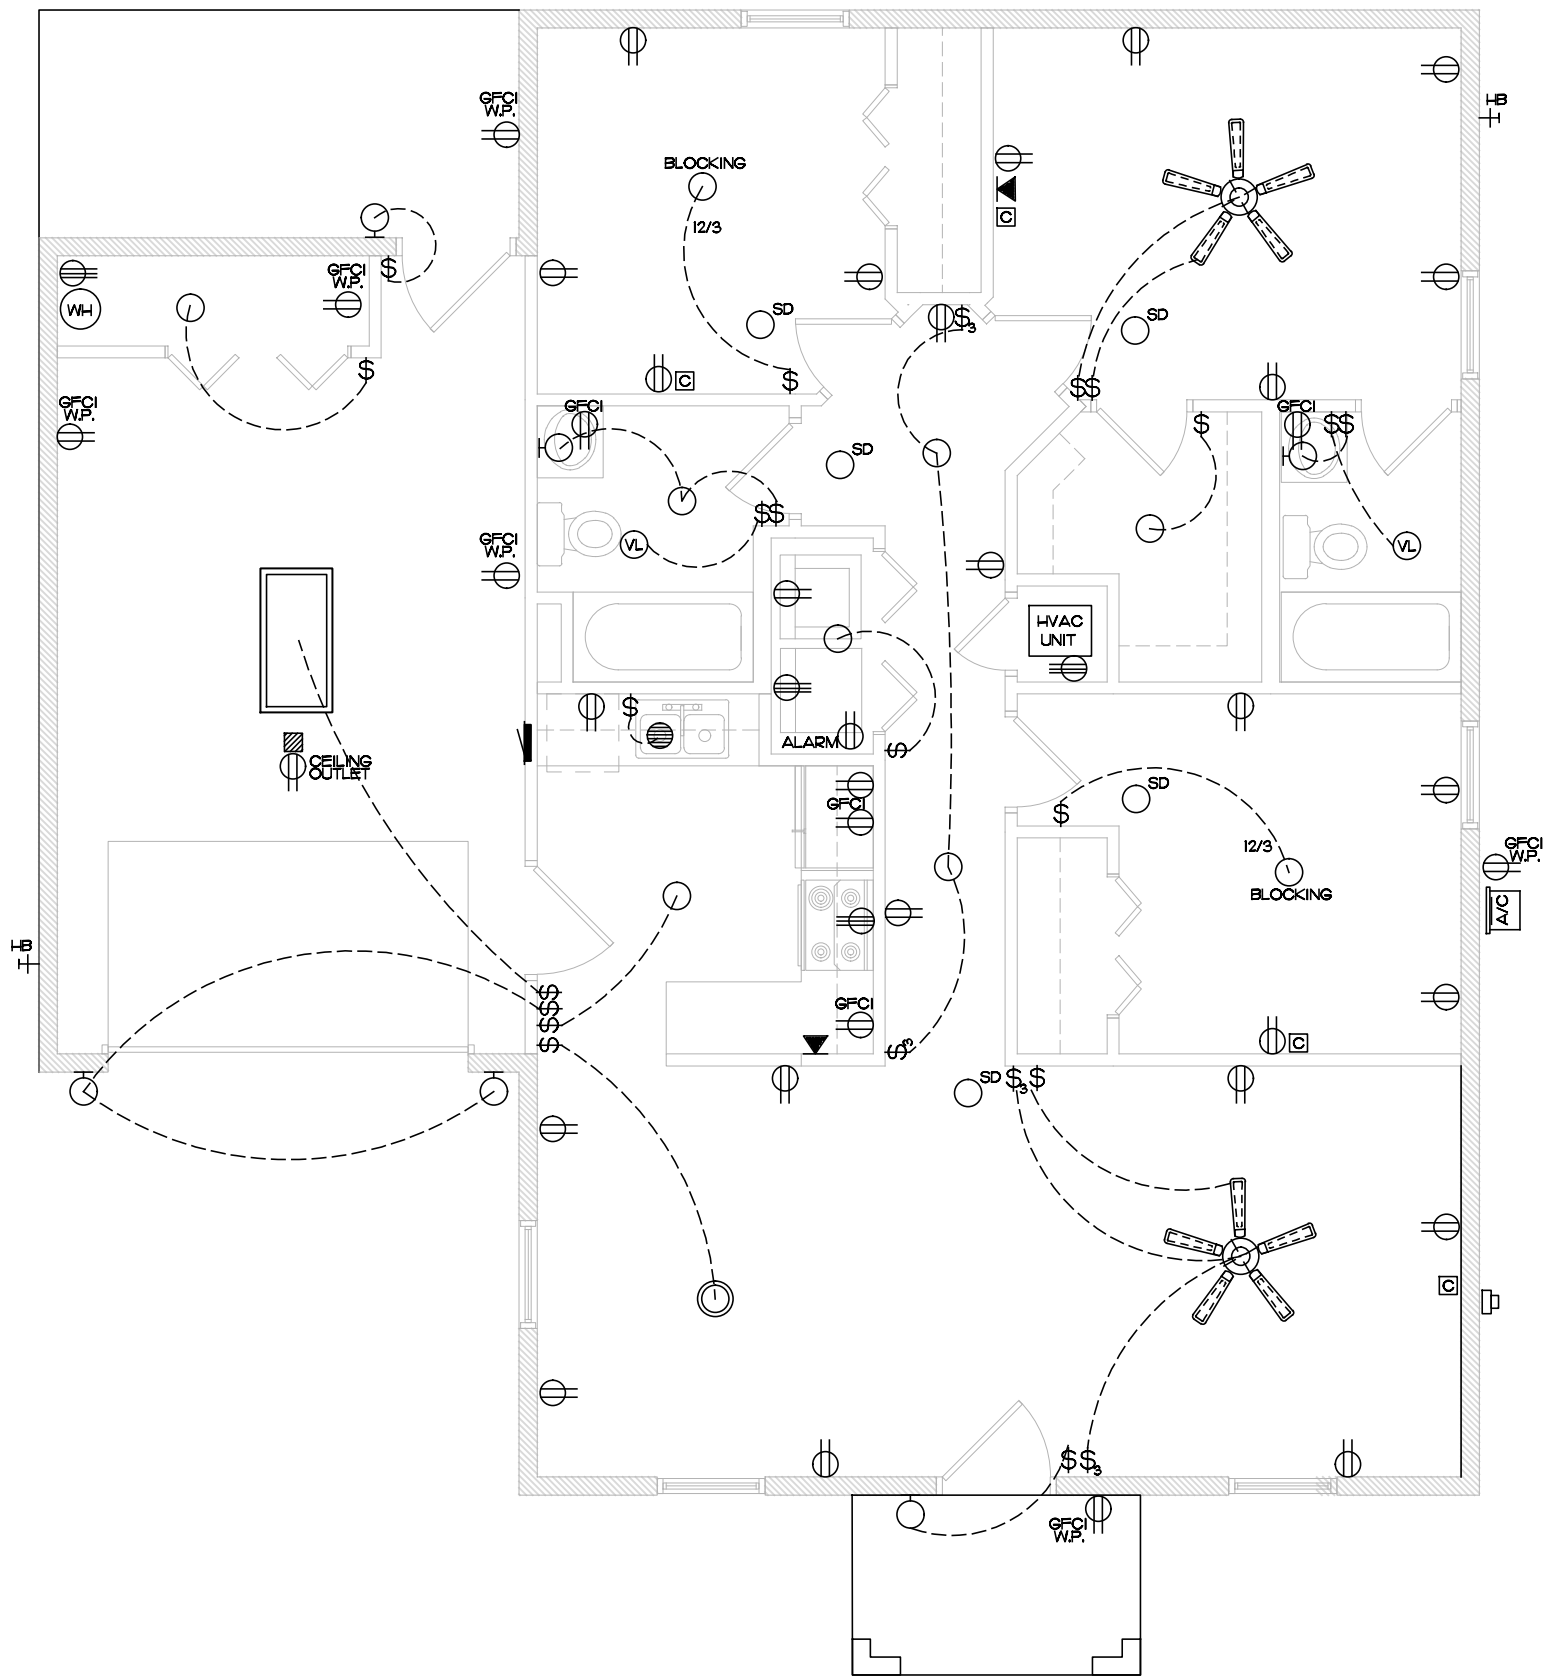 GFCI
W.P.
HB
BLOCKING
12/3
C
GFCI
W.P.
WH
$
SD
$
3
SD
C
$
$
$$
GFCI
W.P.
GFCI
GFCI
$
$$
SD
$$
VL
VL
GFCI
W.P.
HVAC
UNIT
$
ALARM
$
CEILING
OUTLET
SD
$
GFCI
12/3
GFCI
W.P.
BLOCKING
A/C
HB
$
$
$
$
GFCI
$
3
C
SD
$
3
$
C
$$
3
GFCI
W.P.